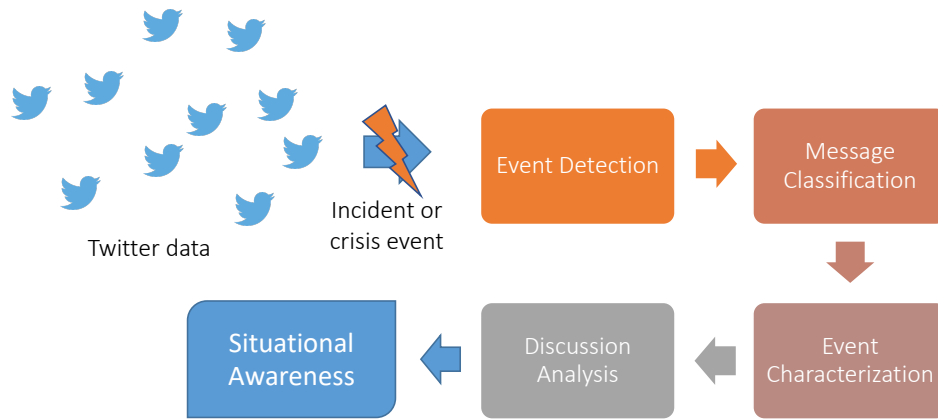 Twitter data
Incident or
crisis event
Event Detection
Message
Classification
Event
Characterization
Discussion
Analysis
Situational
Awareness